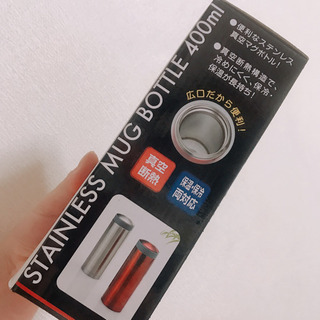 STAINLESS MUG BOTTLE 400ml
●便利なステンレス
真空マグボトル!
●真空断熱構造で、
冷めにくく、保冷・
保温が長持ち!
広口だから便利!
真空
断熱
保温・保冷
両対応